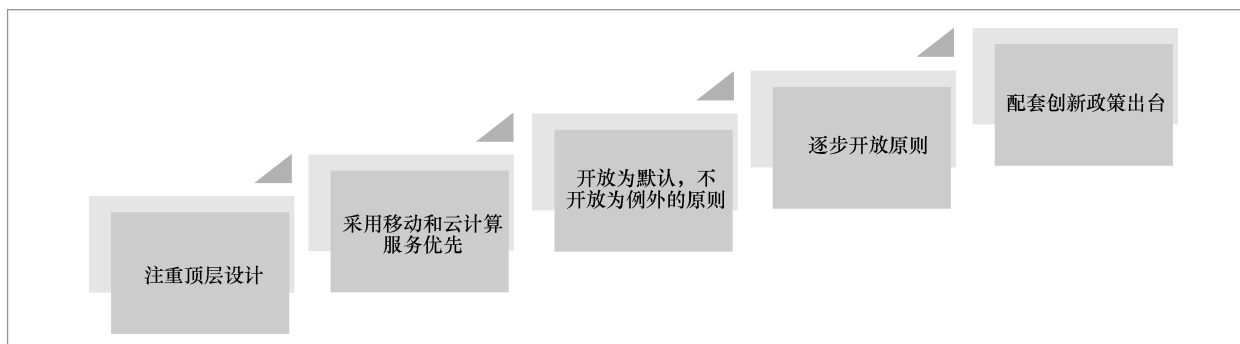 注重顶层设计
采用移动和云计算
服务优先
开放为默认，不
开放为例外的原则
逐步开放原则
配套创新政策出台